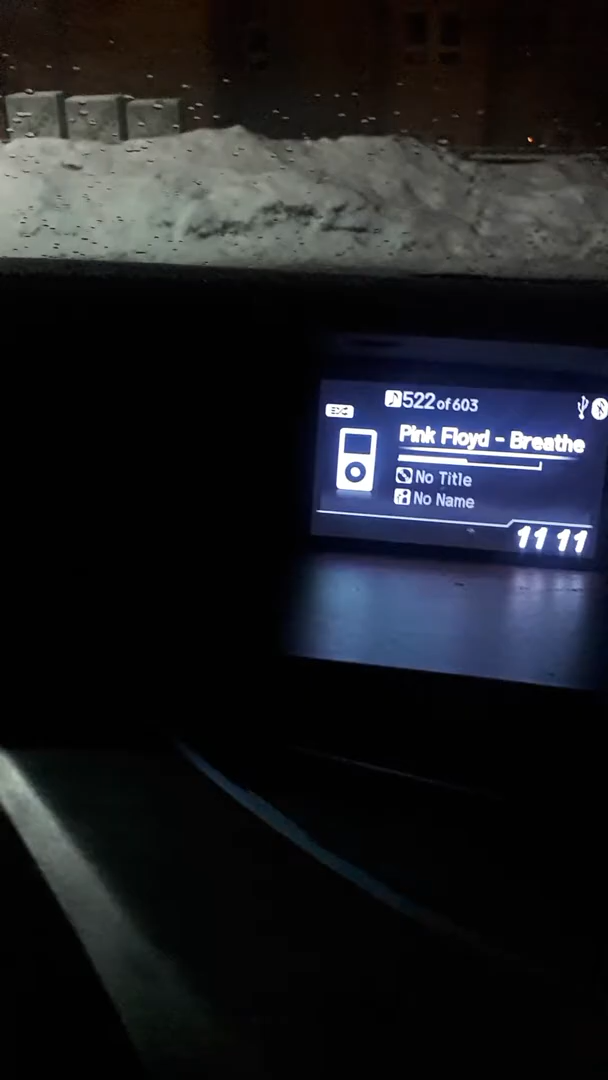 522 of 603
Pink Floyd - Breathe
No Title
No Name
11 11